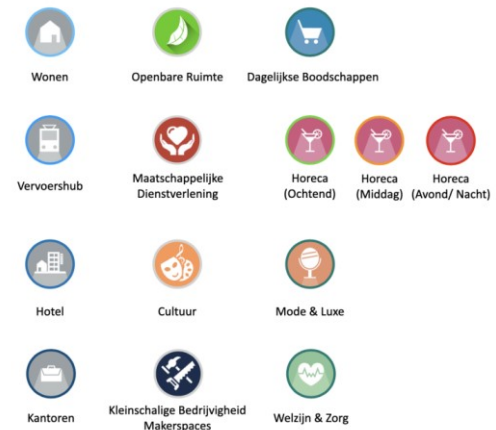 Wonen
Openbare Ruimte
Dagelijkse Boodschappen
Vervoershub
Maatschappelijke
Dienstverlening
Horeca
(Ochtend)
Horeca
(Middag)
Horeca
(Avond/ Nacht)
Hotel
Cultuur
Mode & Luxe
Kantoren
Kleinschalige Bedrijvigheid
Makerspaces
Welzijn & Zorg